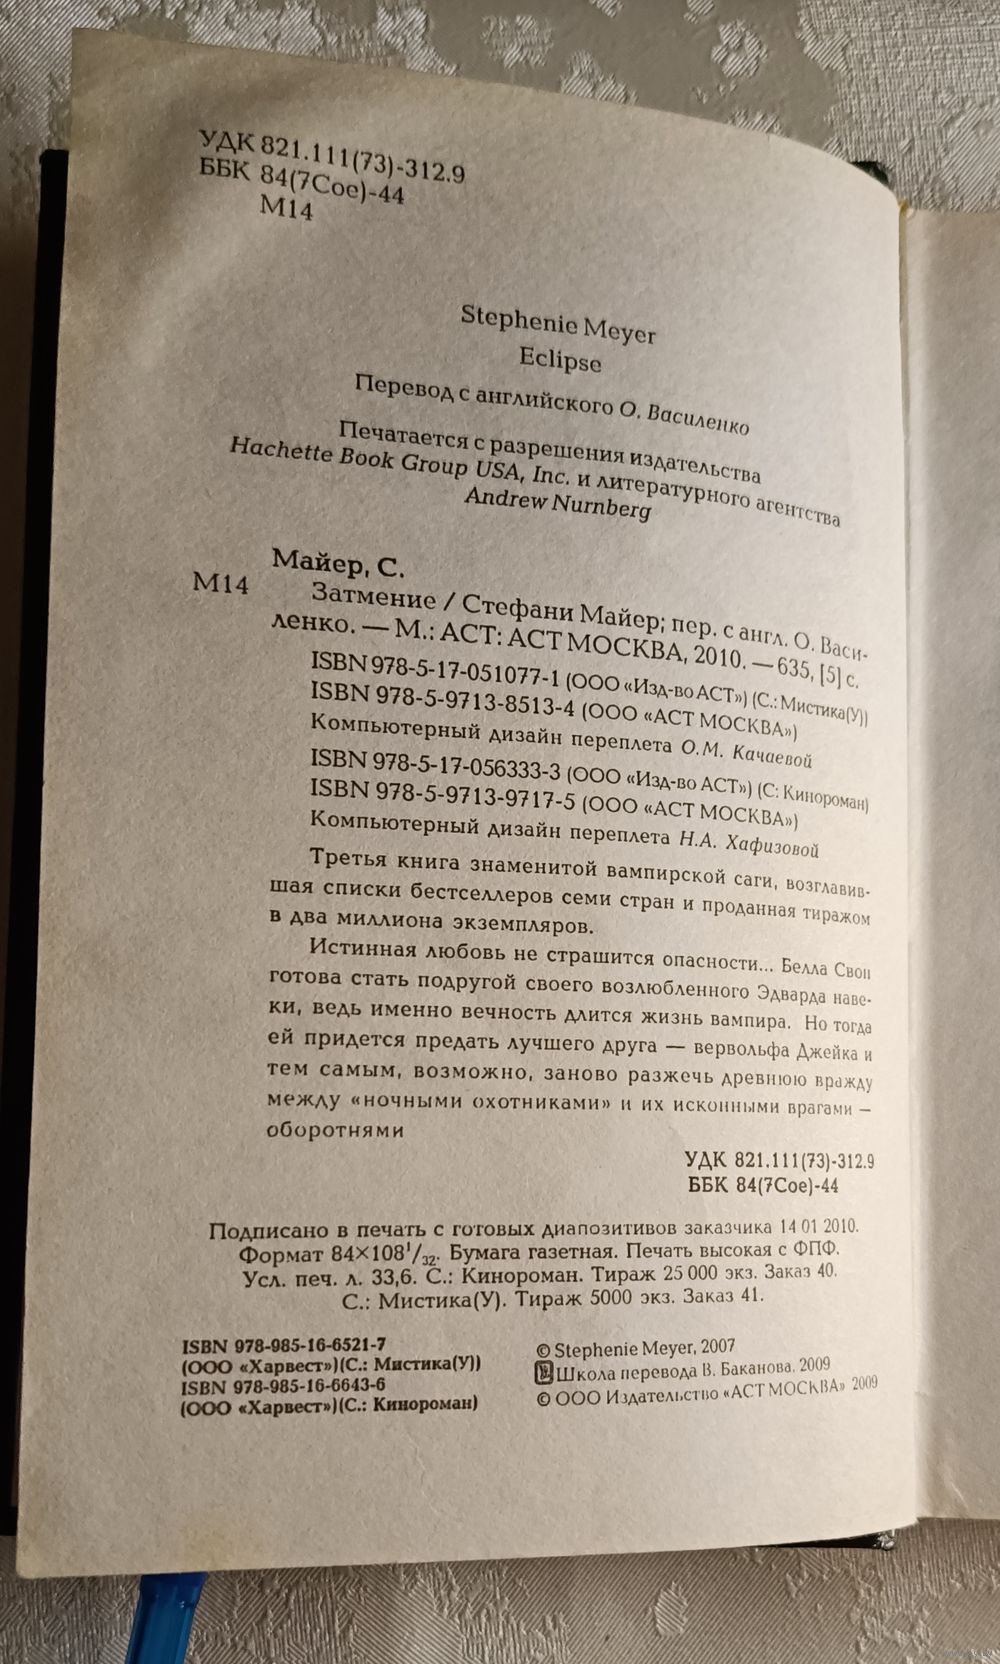 УДК 821.111(73)-312.9
ББК 84(7Сое)-44
М14
Stephenie Meyer
Eclipse
Перевод с английского О. Василенко
Печатается с разрешения издательства
Hachette Book Group USA, Inc. и литературного агентства
Andrew Nurnberg
Майер, С.
М14 Затмение / Стефани Майер; пер. с англ. О. Васи-
ленко. — М.: АСТ: АСТ МОСКВА, 2010. — 635, [5] с.
ISBN 978-5-17-051077-1 (ООО «Изд-во АСТ») (С.: Мистика(У))
ISBN 978-5-9713-8513-4 (ООО «АСТ МОСКВА»)
Компьютерный дизайн переплета О.М. Качаевой
ISBN 978-5-17-056333-3 (ООО «Изд-во АСТ») (С: Кинороман)
ISBN 978-5-9713-9717-5 (ООО «АСТ МОСКВА»)
Компьютерный дизайн переплета Н.А. Хафизовой
Третья книга знаменитой вампирской саги, возглавив-
шая списки бестселлеров семи стран и проданная тиражом
в два миллиона экземпляров.
Истинная любовь не страшится опасности... Белла Свон
готова стать подругой своего возлюбленного Эдварда наве-
ки, ведь именно вечность длится жизнь вампира. Но тогда
ей придется предать лучшего друга — вервольфа Джейка и
тем самым, возможно, заново разжечь древнюю вражду
между «ночными охотниками» и их исконными врагами –
оборотнями
УДК 821.111(73)-312.9
ББК 84(7Сое)-44
Подписано в печать с готовых диапозитивов заказчика 14 01 2010.
Формат 84×108¹/₃₂. Бумага газетная. Печать высокая с ФПФ.
Усл. печ. л. 33,6. С.: Кинороман. Тираж 25 000 экз. Заказ 40.
С.: Мистика(У). Тираж 5000 экз. Заказ 41.
ISBN 978-985-16-6521-7
(ООО «Харвест»)(С.: Мистика(У))
ISBN 978-985-16-6643-6
(ООО «Харвест»)(С.: Кинороман)
© Stephenie Meyer, 2007
Школа перевода В. Баканова, 2009
© ООО Издательство «АСТ МОСКВА» 2009